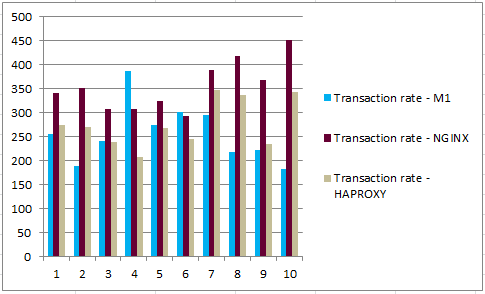 500
450
400
350
300
250
200
150
100
50
0
1 2 3 4 5 6 7 8 9 10
Transaction rate - M1
Transaction rate - NGINX
Transaction rate -
HAPROXY